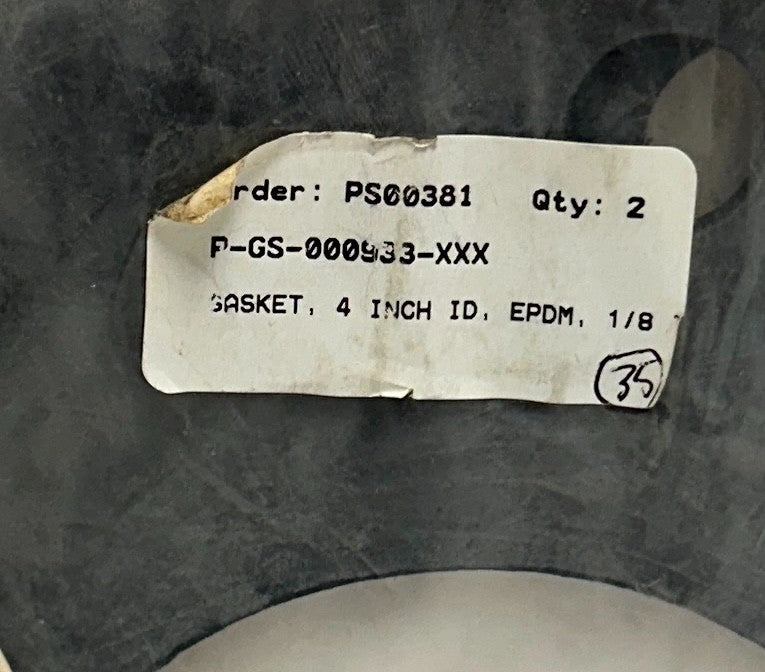 rder: PS00381 Qty: 2
P-GS-000933-XXX
GASKET, 4 INCH ID, EPDM, 1/8
35